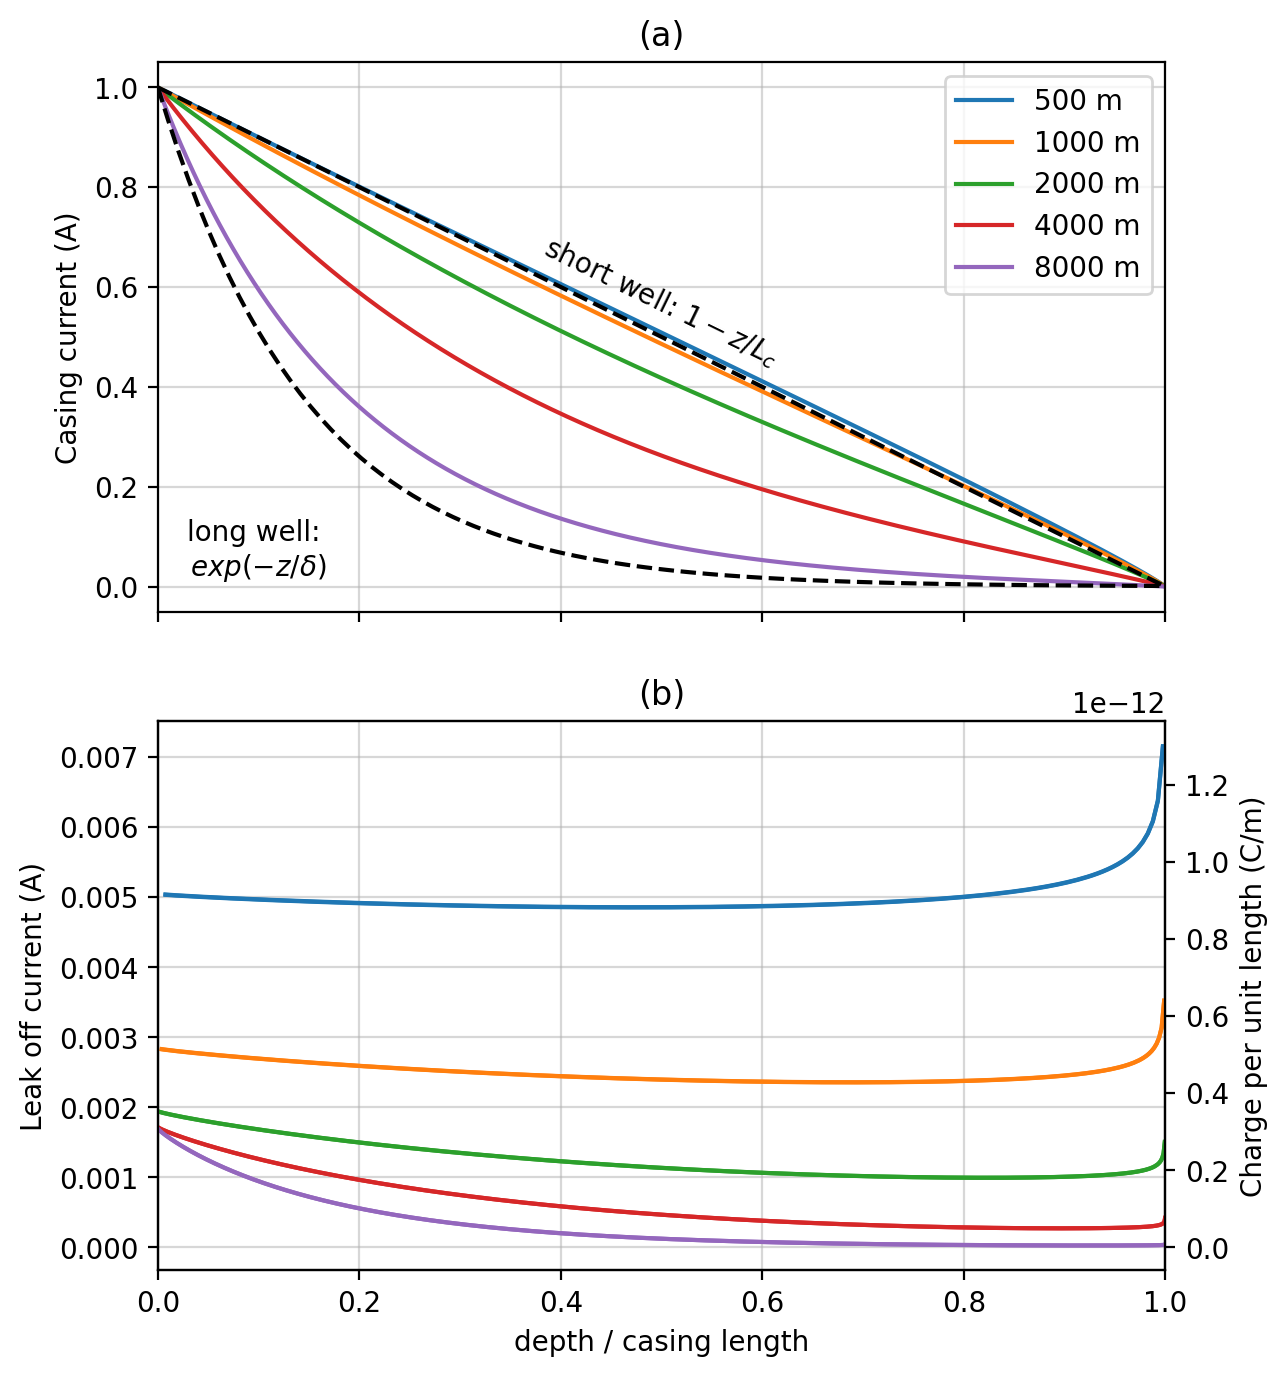 (a)
1.0
0.8
0.6
0.4
0.2
0.0
Casing current (A)
500 m
1000 m
2000 m
4000 m
8000 m
short well: 1 − z/L_c
long well:
exp(−z/δ)
(b)
1e−12
0.007
0.006
0.005
0.004
0.003
0.002
0.001
0.000
Leak off current (A)
1.2
1.0
0.8
0.6
0.4
0.2
0.0
Charge per unit length (C/m)
0.0 0.2 0.4 0.6 0.8 1.0
depth / casing length